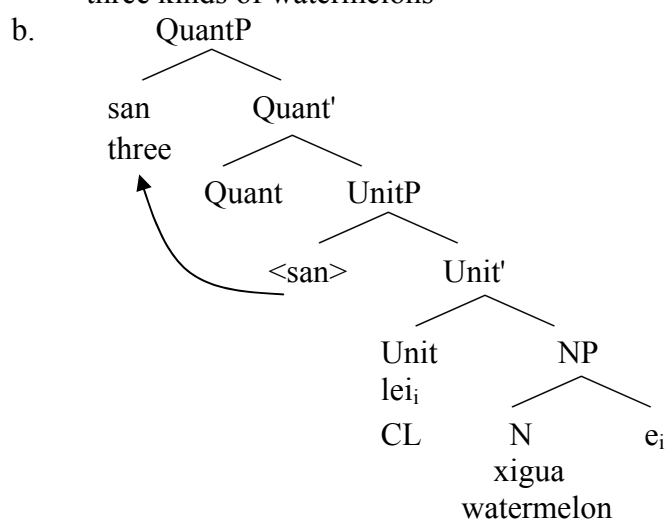 three kinds of watermelons
b. QuantP
san Quant'
three
Quant UnitP
<san> Unit'
Unit NP
leiᵢ
CL N eᵢ
xigua
watermelon